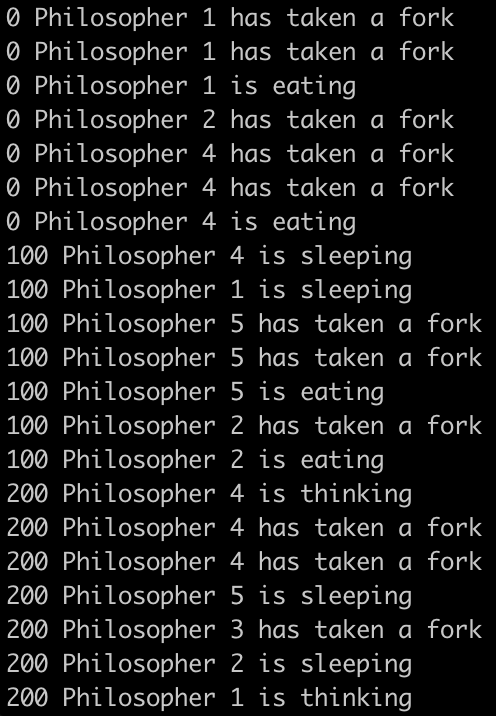 0 Philosopher 1 has taken a fork
0 Philosopher 1 has taken a fork
0 Philosopher 1 is eating
0 Philosopher 2 has taken a fork
0 Philosopher 4 has taken a fork
0 Philosopher 4 has taken a fork
0 Philosopher 4 is eating
100 Philosopher 4 is sleeping
100 Philosopher 1 is sleeping
100 Philosopher 5 has taken a fork
100 Philosopher 5 has taken a fork
100 Philosopher 5 is eating
100 Philosopher 2 has taken a fork
100 Philosopher 2 is eating
200 Philosopher 4 is thinking
200 Philosopher 4 has taken a fork
200 Philosopher 4 has taken a fork
200 Philosopher 5 is sleeping
200 Philosopher 3 has taken a fork
200 Philosopher 2 is sleeping
200 Philosopher 1 is thinking